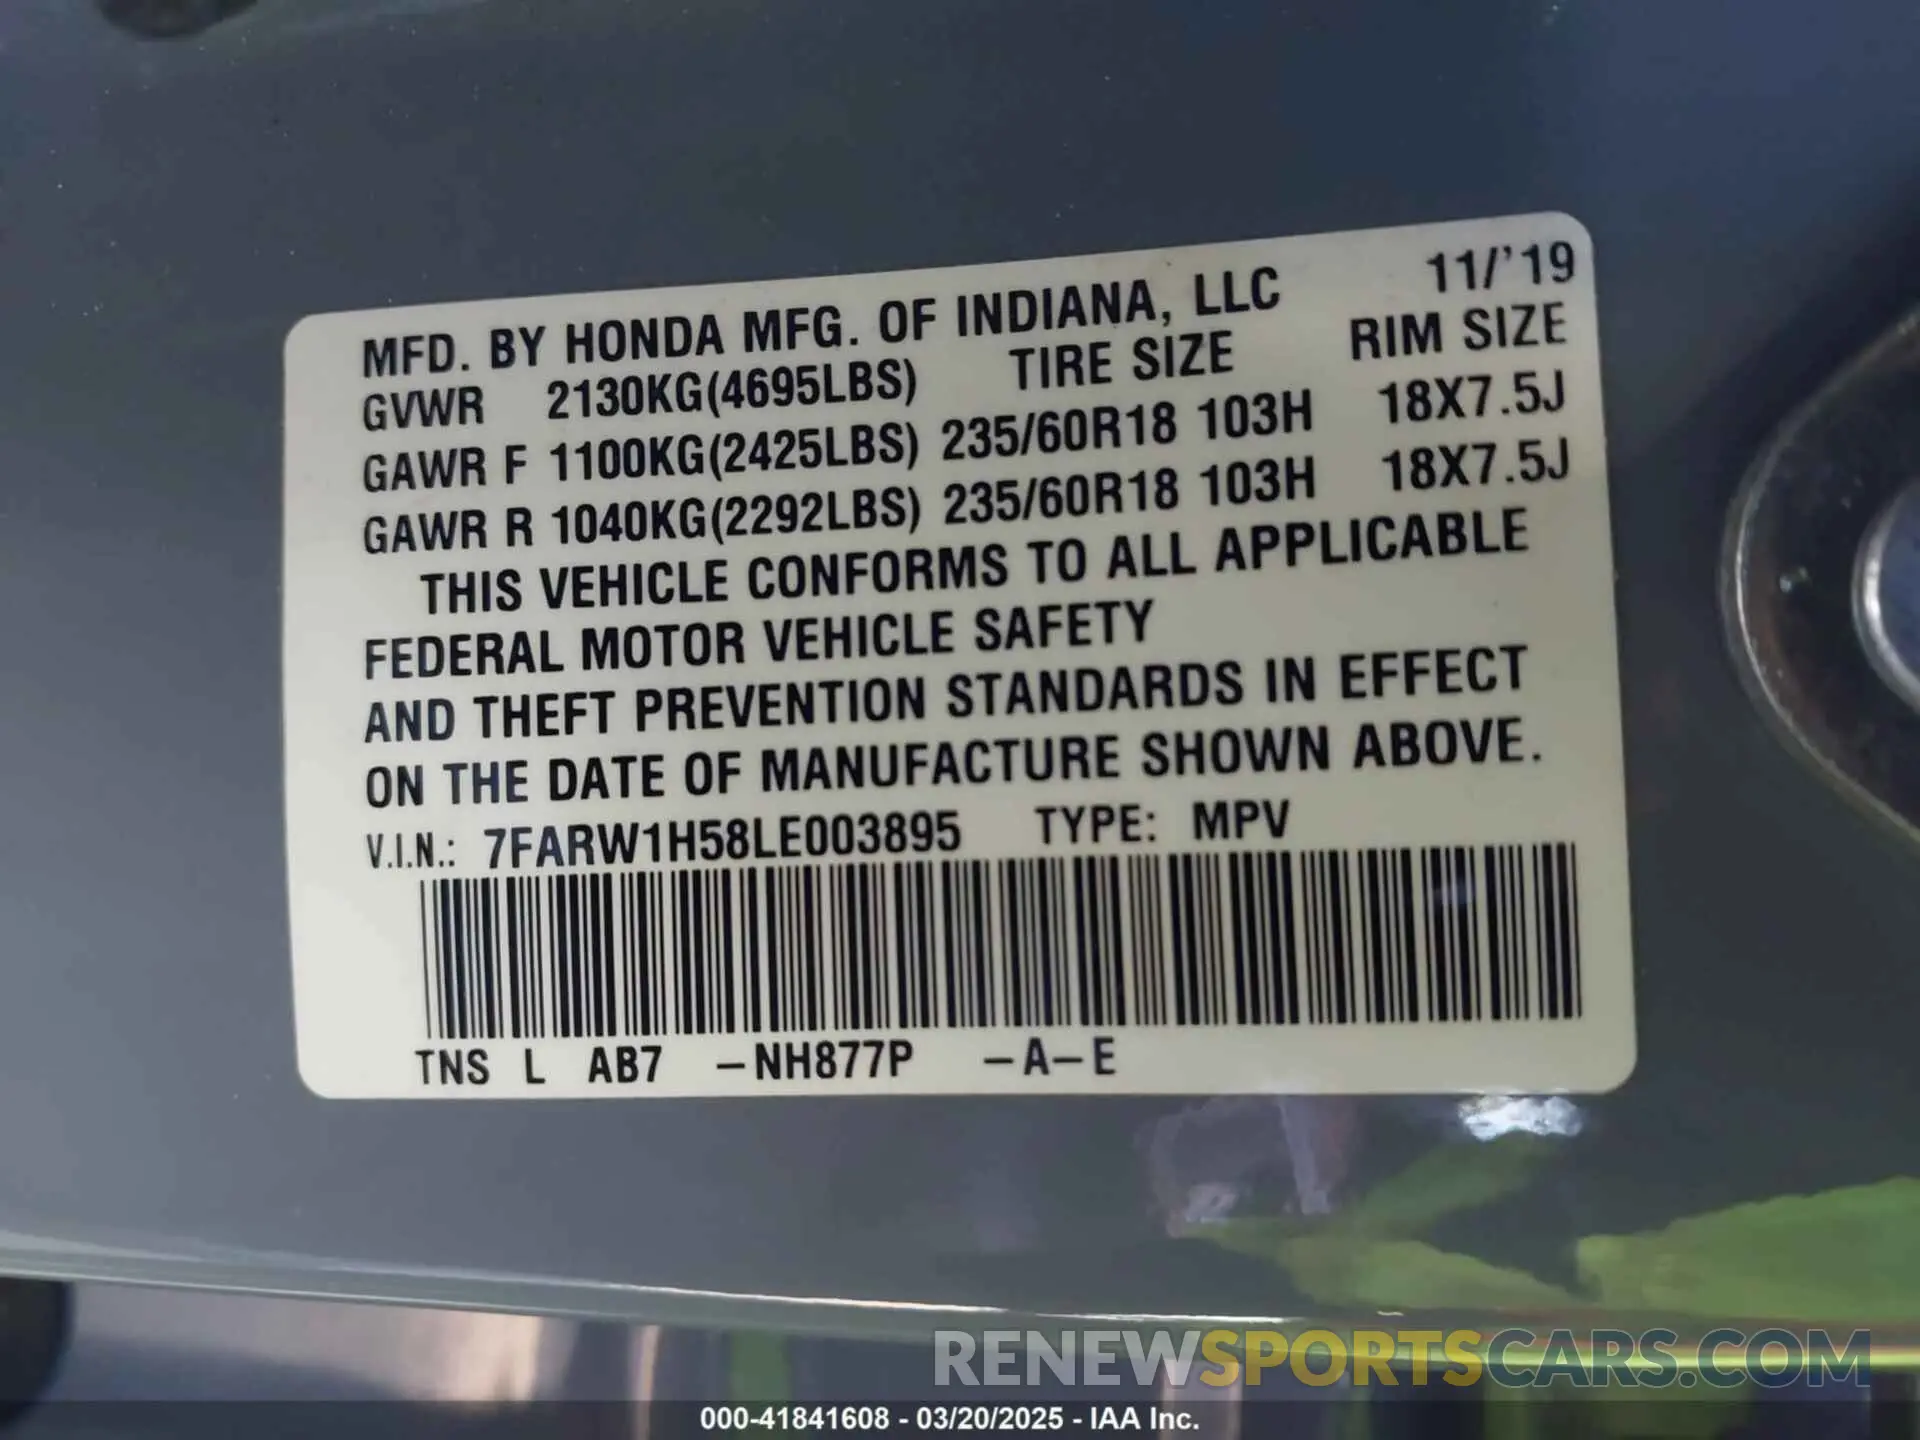 MFD. BY HONDA MFG. OF INDIANA, LLC 11/'19
GVWR 2130KG(4695LBS) TIRE SIZE RIM SIZE
GAWR F 1100KG(2425LBS) 235/60R18 103H 18X7.5J
GAWR R 1040KG(2292LBS) 235/60R18 103H 18X7.5J
THIS VEHICLE CONFORMS TO ALL APPLICABLE
FEDERAL MOTOR VEHICLE SAFETY
AND THEFT PREVENTION STANDARDS IN EFFECT
ON THE DATE OF MANUFACTURE SHOWN ABOVE.
V.I.N.: 7FARW1H58LE003895 TYPE: MPV
TNS L AB7 -NH877P -A-E
RENEWSPORTSCARS.COM
000-41841608 - 03/20/2025 - IAA Inc.